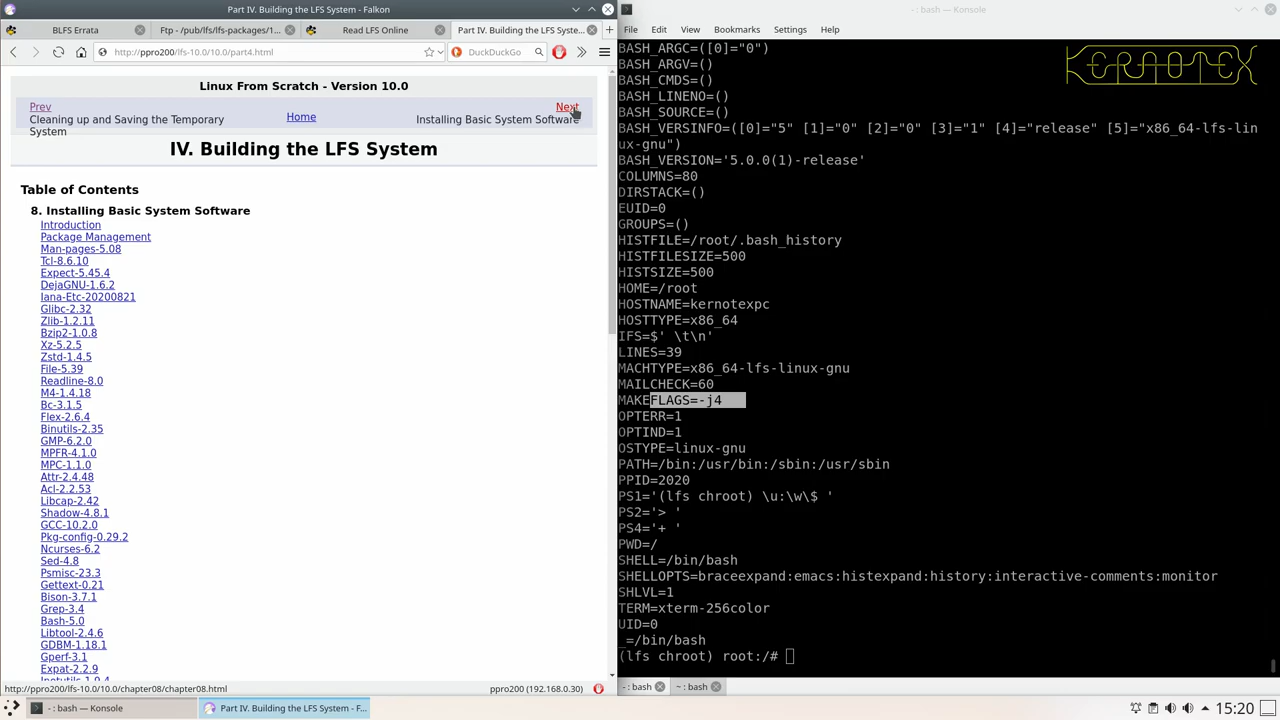 Part IV. Building the LFS System - Falkon
BLFS Errata
Ftp - /pub/lfs/lfs-packages/1...
Read LFS Online
Part IV. Building the LFS Syste...
http://ppro200/lfs-10.0/10.0/part4.html
DuckDuckGo
Linux From Scratch - Version 10.0
Prev
Next
Cleaning up and Saving the Temporary System
Home
Installing Basic System Software
IV. Building the LFS System
Table of Contents
8. Installing Basic System Software
Introduction
Package Management
Man-pages-5.08
Tcl-8.6.10
Expect-5.45.4
DejaGNU-1.6.2
Iana-Etc-20200821
Glibc-2.32
Zlib-1.2.11
Bzip2-1.0.8
Xz-5.2.5
Zstd-1.4.5
File-5.39
Readline-8.0
M4-1.4.18
Bc-3.1.5
Flex-2.6.4
Binutils-2.35
GMP-6.2.0
MPFR-4.1.0
MPC-1.1.0
Attr-2.4.48
Acl-2.2.53
Libcap-2.42
Shadow-4.8.1
GCC-10.2.0
Pkg-config-0.29.2
Ncurses-6.2
Sed-4.8
Psmisc-23.3
Gettext-0.21
Bison-3.7.1
Grep-3.4
Bash-5.0
Libtool-2.4.6
GDBM-1.18.1
Gperf-3.1
Expat-2.2.9
Inetutils-1.9.4
http://ppro200/lfs-10.0/10.0/chapter08/chapter08.html
ppro200 (192.168.0.30)
- : bash — Konsole
File Edit View Bookmarks Settings Help
KERNOTEX
BASH_ARGC=([0]="0")
BASH_ARGV=()
BASH_CMDS=()
BASH_LINENO=()
BASH_SOURCE=()
BASH_VERSINFO=([0]="5" [1]="0" [2]="0" [3]="1" [4]="release" [5]="x86_64-lfs-lin
ux-gnu")
BASH_VERSION='5.0.0(1)-release'
COLUMNS=80
DIRSTACK=()
EUID=0
GROUPS=()
HISTFILE=/root/.bash_history
HISTFILESIZE=500
HISTSIZE=500
HOME=/root
HOSTNAME=kernotexpc
HOSTTYPE=x86_64
IFS=$' \t\n'
LINES=39
MACHTYPE=x86_64-lfs-linux-gnu
MAILCHECK=60
MAKEFLAGS=-j4
OPTERR=1
OPTIND=1
OSTYPE=linux-gnu
PATH=/bin:/usr/bin:/sbin:/usr/sbin
PPID=2020
PS1='(lfs chroot) \u:\w\$ '
PS2='> '
PS4='+ '
PWD=/
SHELL=/bin/bash
SHELLOPTS=braceexpand:emacs:histexpand:history:interactive-comments:monitor
SHLVL=1
TERM=xterm-256color
UID=0
_=/bin/bash
(lfs chroot) root:/#
- : bash
~ : bash
- : bash — Konsole
Part IV. Building the LFS System - F...
15:20